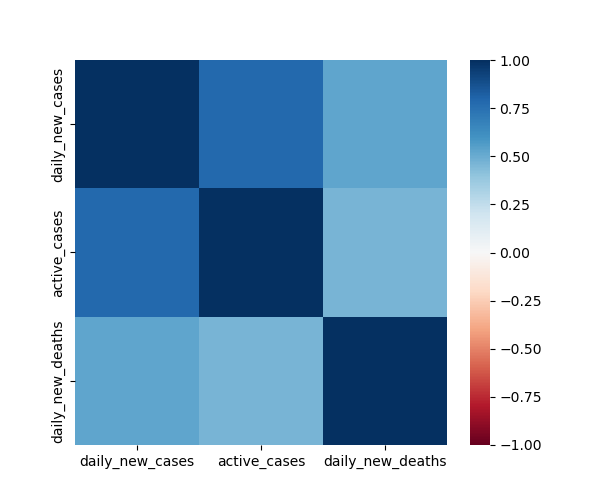 daily_new_cases
active_cases
daily_new_deaths
daily_new_cases
active_cases
daily_new_deaths
1.00
0.75
0.50
0.25
0.00
−0.25
−0.50
−0.75
−1.00